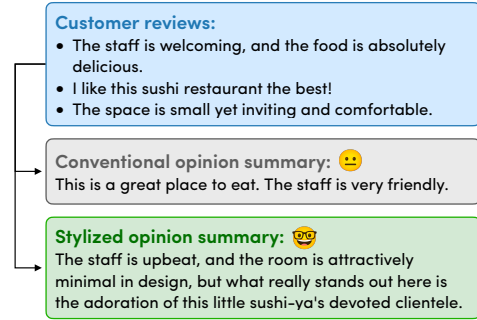 Customer reviews:
• The staff is welcoming, and the food is absolutely
delicious.
• I like this sushi restaurant the best!
• The space is small yet inviting and comfortable.
Conventional opinion summary: 😐
This is a great place to eat. The staff is very friendly.
Stylized opinion summary: 🤓
The staff is upbeat, and the room is attractively
minimal in design, but what really stands out here is
the adoration of this little sushi-ya's devoted clientele.